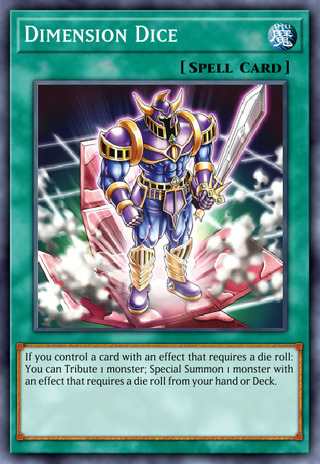 Dimension Dice
魔
[ Spell Card ]
If you control a card with an effect that requires a die roll:
You can Tribute 1 monster; Special Summon 1 monster with
an effect that requires a die roll from your hand or Deck.